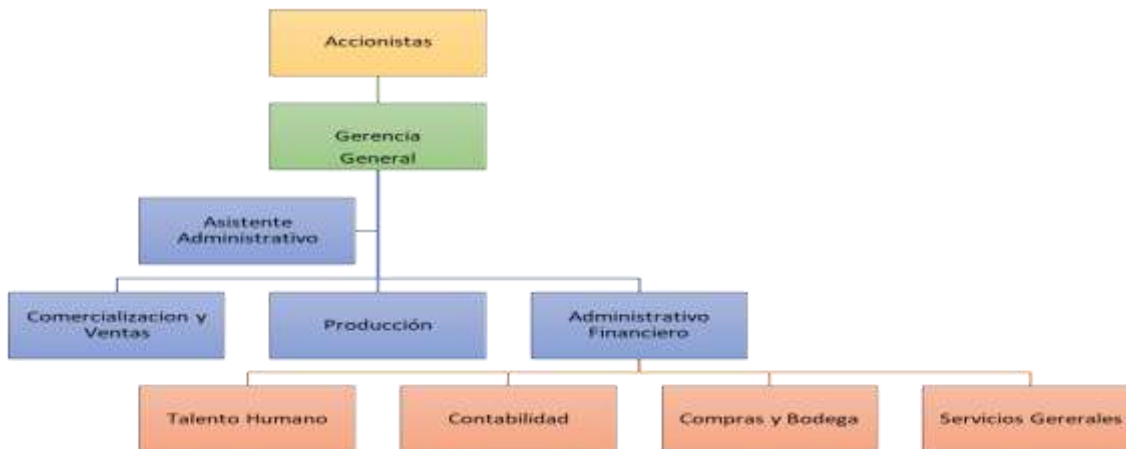 Accionistas
Gerencia
General
Asistente
Administrativo
Comercializacion y
Ventas
Producción
Administrativo
Financiero
Talento Humano
Contabilidad
Compras y Bodega
Servicios Gererales